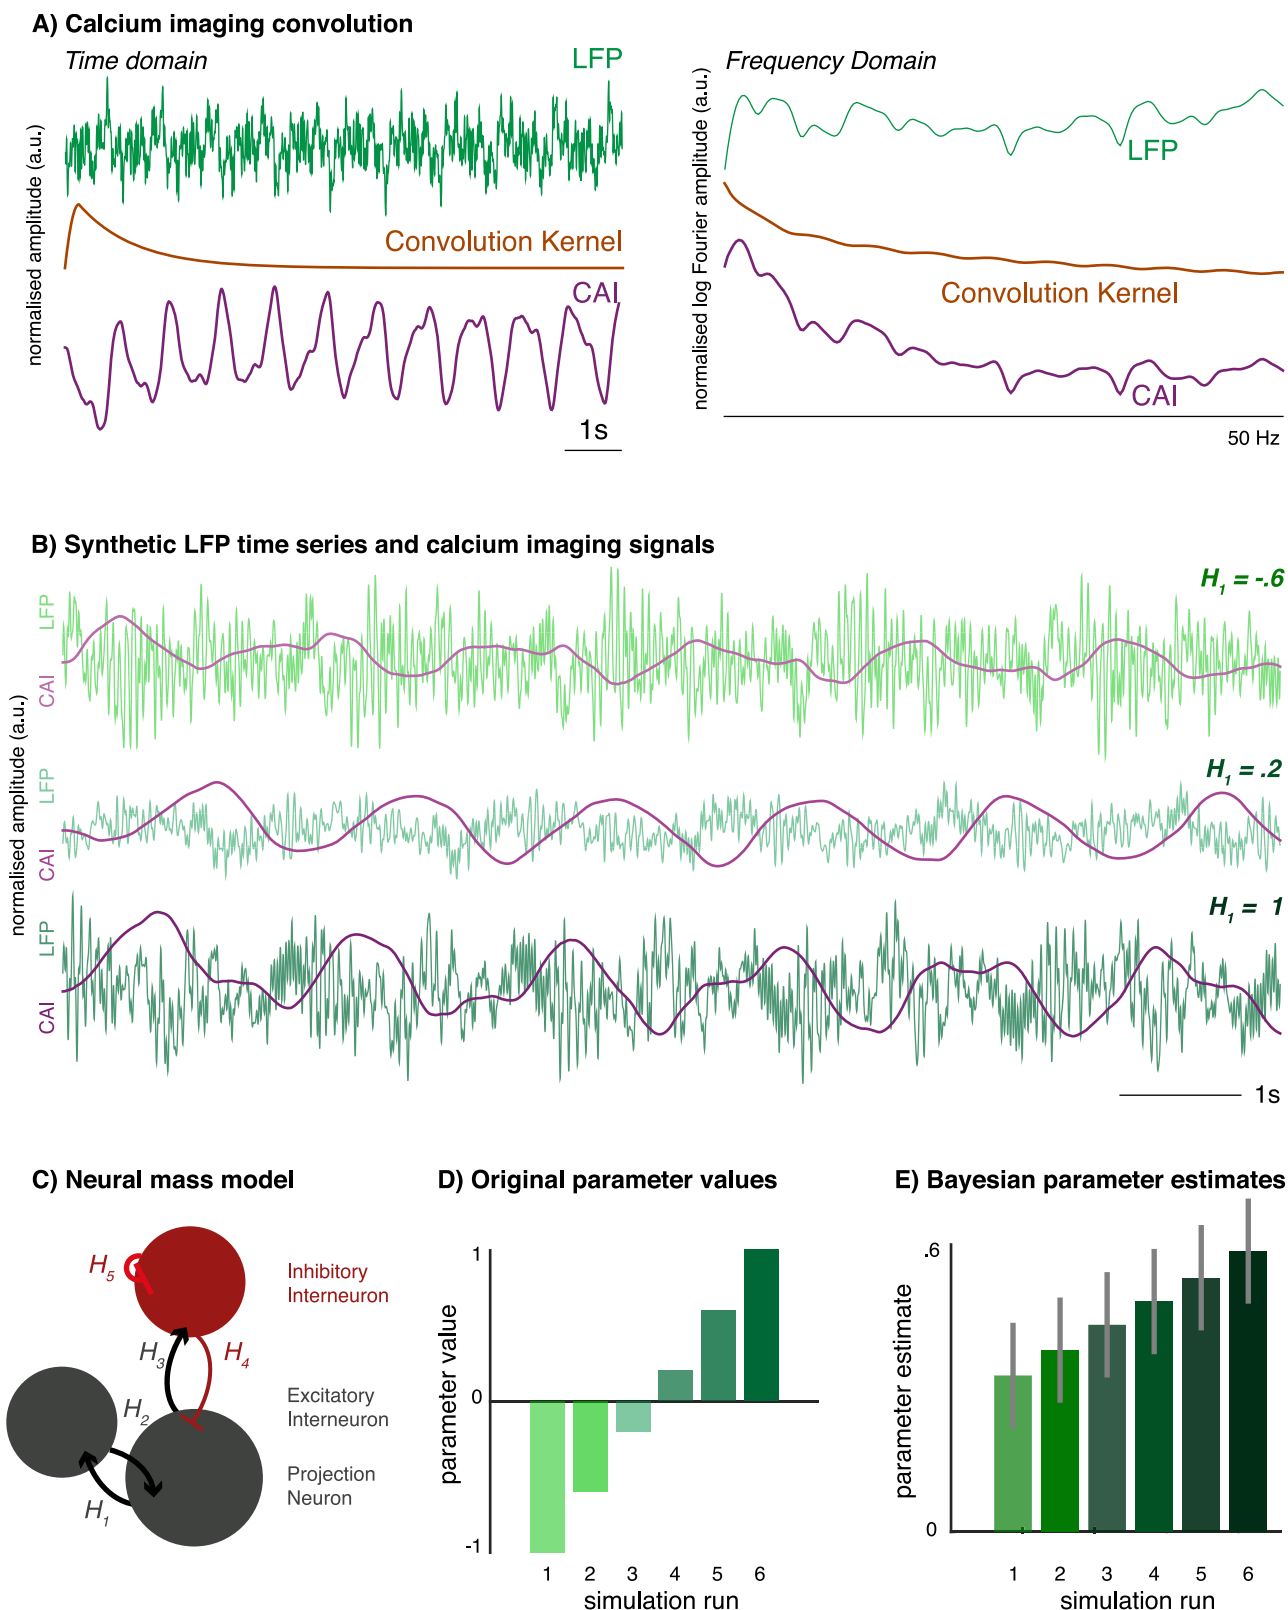 A) Calcium imaging convolution
Time domain
LFP
normalised amplitude (a.u.)
Convolution Kernel
CAI
1s
Frequency Domain
normalised log Fourier amplitude (a.u.)
LFP
Convolution Kernel
CAI
50 Hz
B) Synthetic LFP time series and calcium imaging signals
normalised amplitude (a.u.)
H1 = -.6
LFP
CAI
H1 = .2
LFP
CAI
H1 = 1
LFP
CAI
1s
C) Neural mass model
H5
Inhibitory
Interneuron
H3
H4
H2
Excitatory
Interneuron
Projection
Neuron
H1
D) Original parameter values
parameter value
1
0
-1
1 2 3 4 5 6
simulation run
E) Bayesian parameter estimates
parameter estimate
.6
0
1 2 3 4 5 6
simulation run